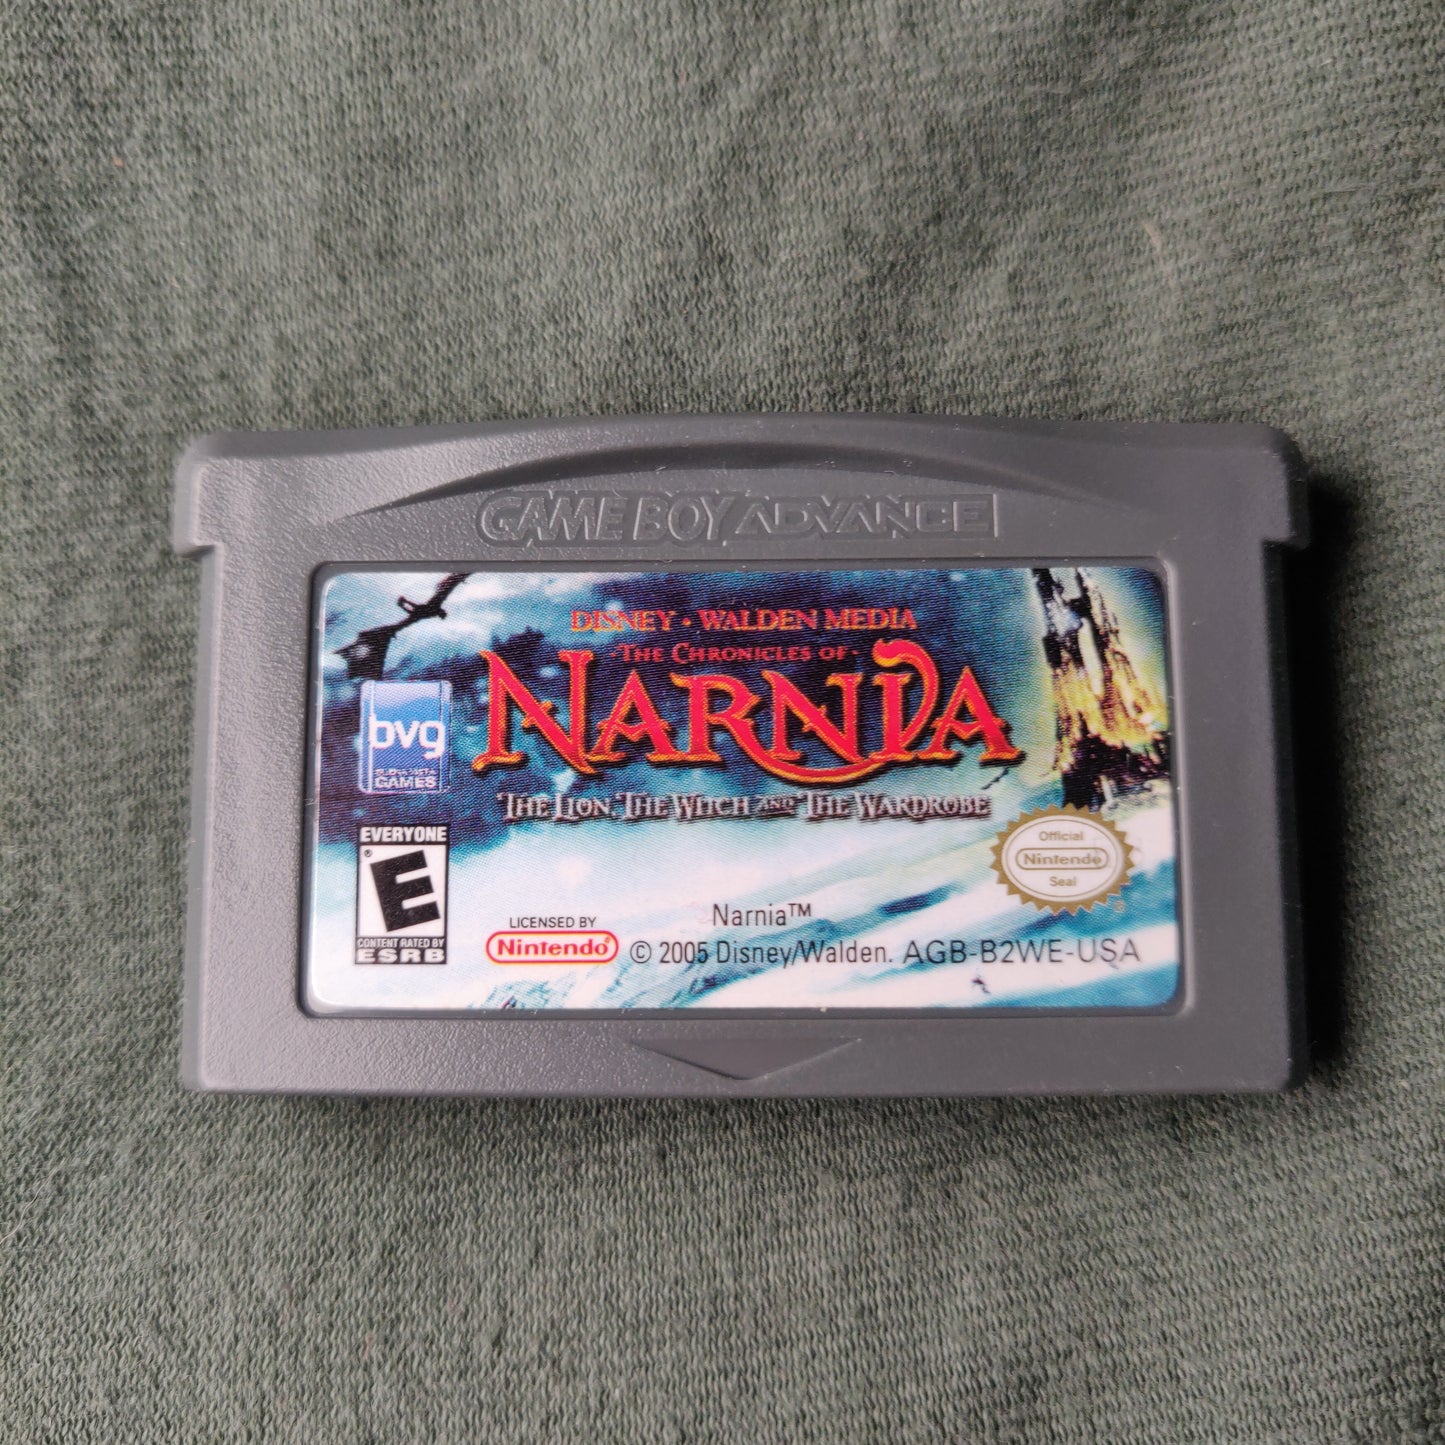 GAME BOY ADVANCE
DISNEY • WALDEN MEDIA
·THE CHRONICLES OF·
NARNIA
THE LION, THE WITCH AND THE WARDROBE
bvg
GAMES
EVERYONE
E
®
CONTENT RATED BY
ESRB
LICENSED BY
Nintendo®
Official
Nintendo
Seal
Narnia™
© 2005 Disney/Walden. AGB-B2WE-USA